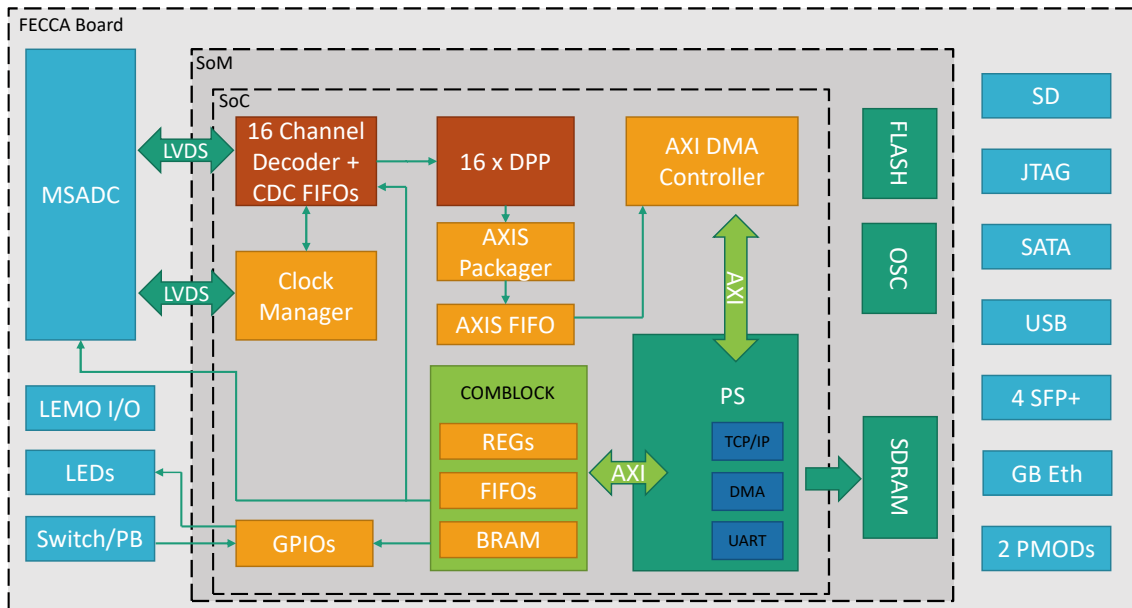 FECCA Board
SoM
SoC
MSADC
LVDS
LVDS
16 Channel
Decoder +
CDC FIFOs
Clock
Manager
16 x DPP
AXIS
Packager
AXIS FIFO
AXI DMA
Controller
AXI
COMBLOCK
REGs
FIFOs
BRAM
AXI
PS
TCP/IP
DMA
UART
GPIOs
LEMO I/O
LEDs
Switch/PB
FLASH
OSC
SDRAM
SD
JTAG
SATA
USB
4 SFP+
GB Eth
2 PMODs